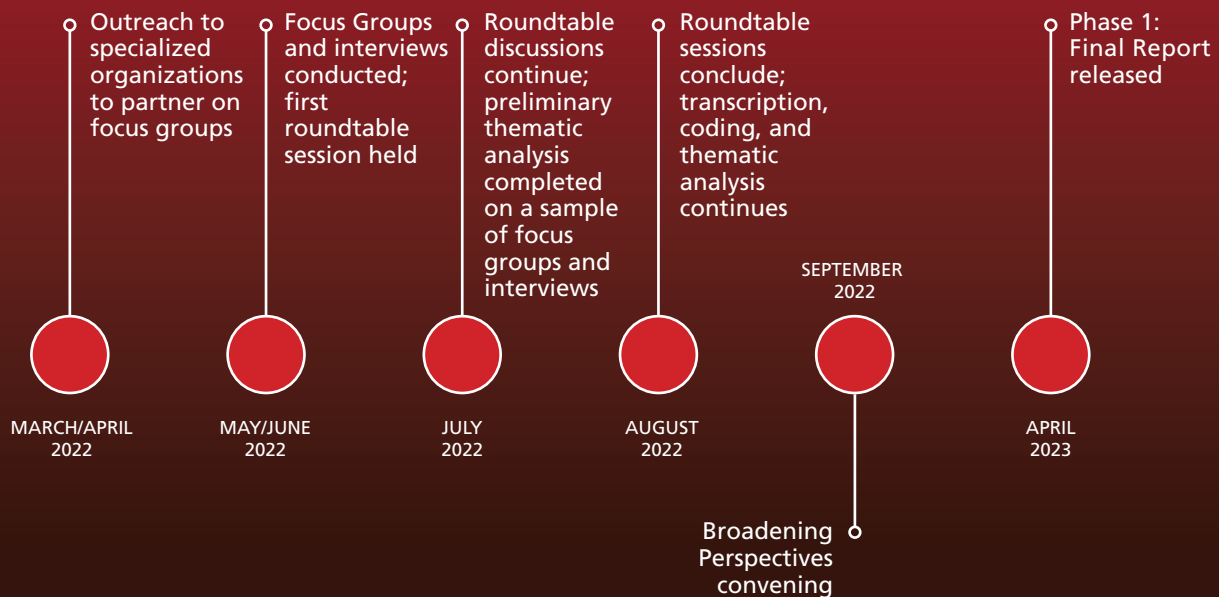 Outreach to
specialized
organizations
to partner on
focus groups
MARCH/APRIL
2022
Focus Groups
and interviews
conducted;
first
roundtable
session held
MAY/JUNE
2022
Roundtable
discussions
continue;
preliminary
thematic
analysis
completed
on a sample
of focus
groups and
interviews
JULY
2022
Roundtable
sessions
conclude;
transcription,
coding, and
thematic
analysis
continues
AUGUST
2022
SEPTEMBER
2022
Broadening
Perspectives
convening
Phase 1:
Final Report
released
APRIL
2023